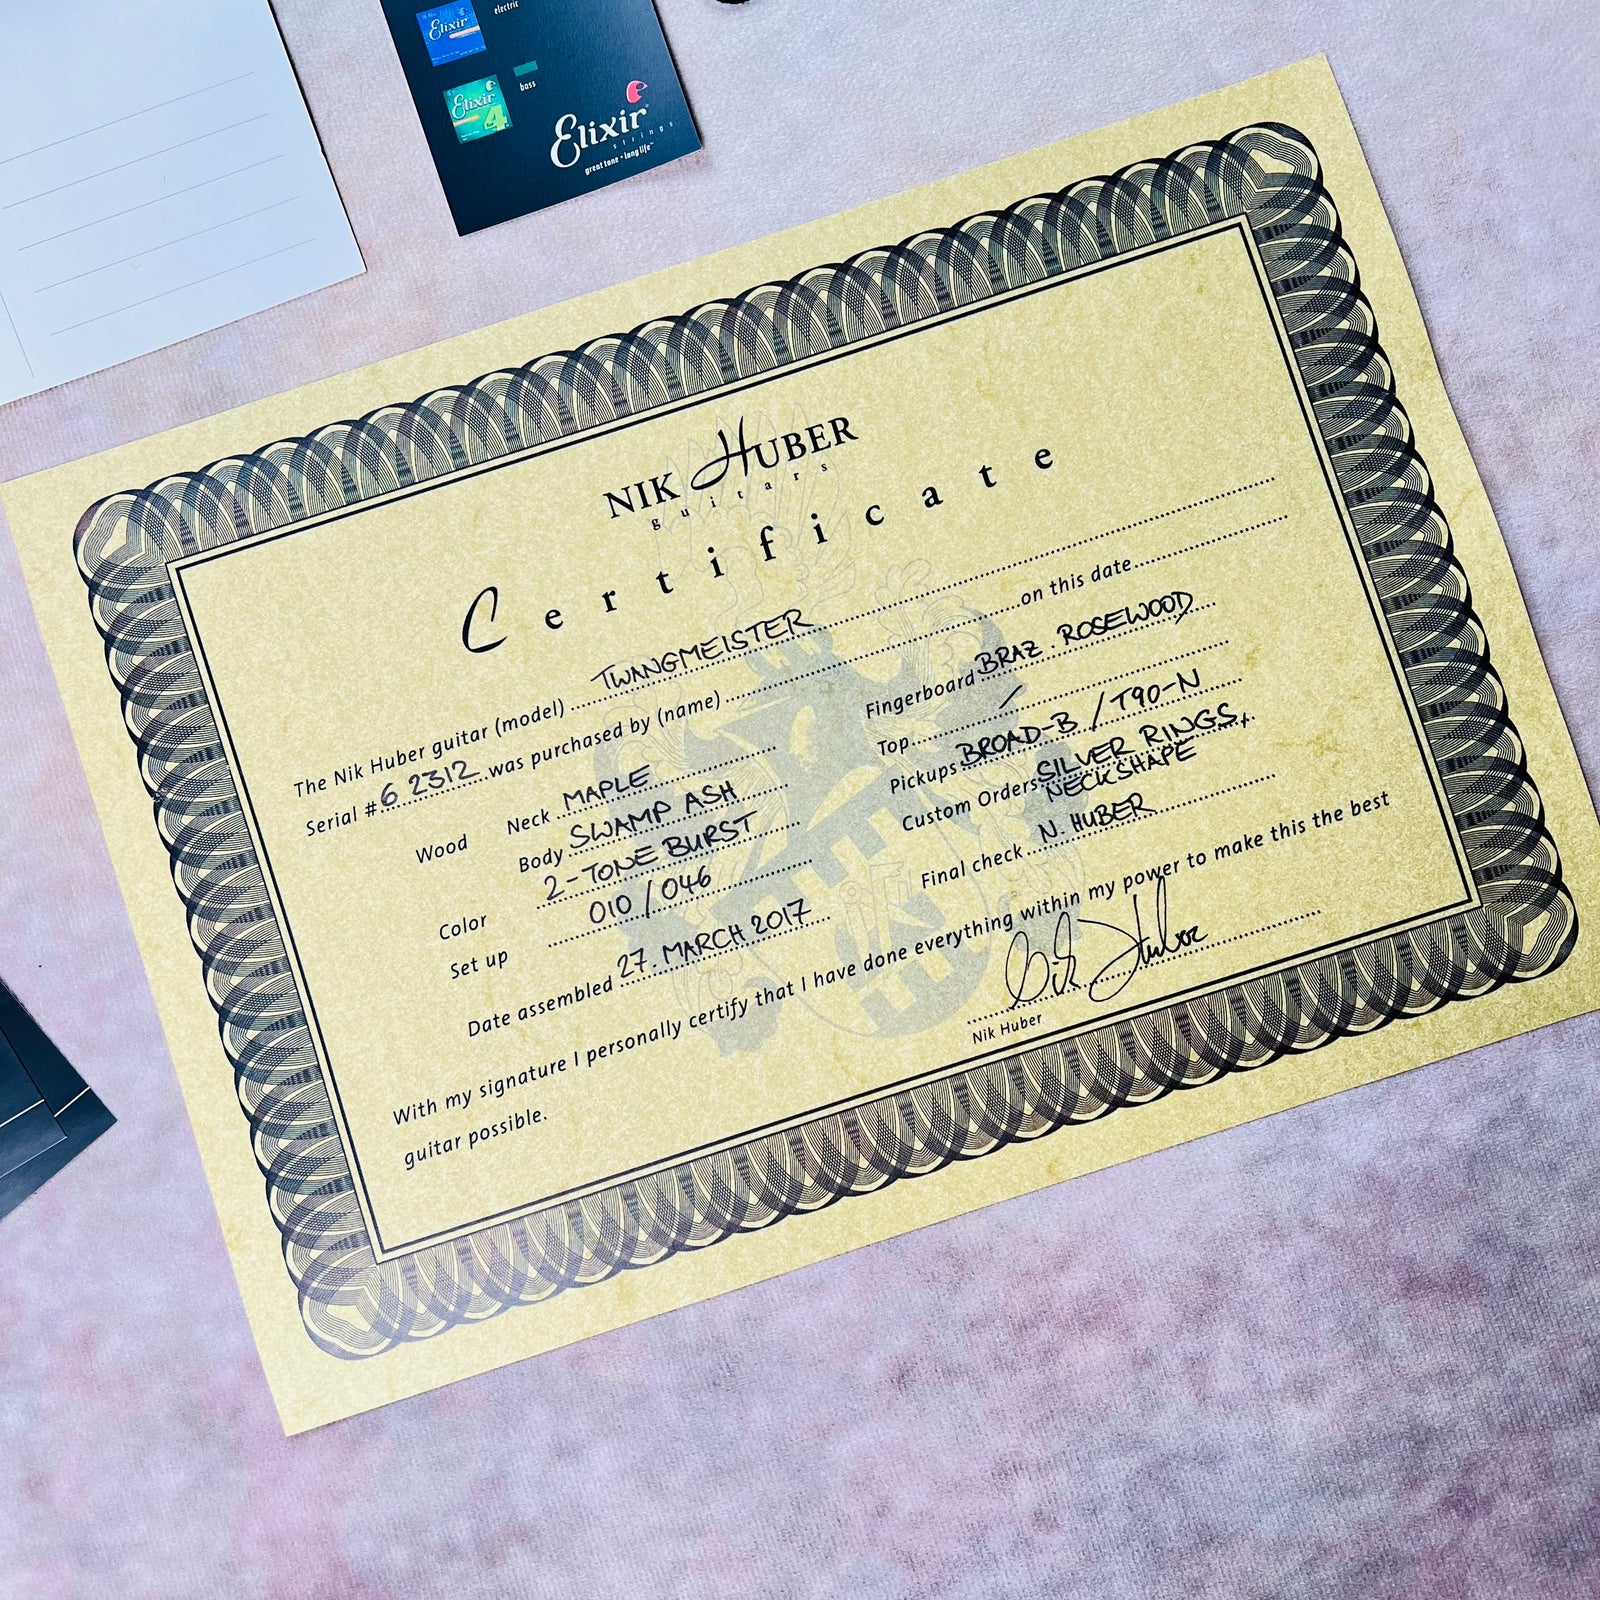 electric
Elixir
bass
Elixir
4
Elixir
strings
great tone • long life™
NIK HUBER
guitars
Certificate
The Nik Huber guitar (model) TWANGMEISTER
Serial # 6 2312 was purchased by (name) on this date
Wood Neck MAPLE Fingerboard BRAZ. ROSEWOOD
Body SWAMP ASH Top /
Color 2-TONE BURST Pickups BROAD-B / T90-N
Set up 010 / 046 Custom Orders SILVER RINGS,
NECKSHAPE
Date assembled 27. MARCH 2017 Final check N. HUBER
With my signature I personally certify that I have done everything within my power to make this the best
guitar possible.
Nik Huber
Nik Huber